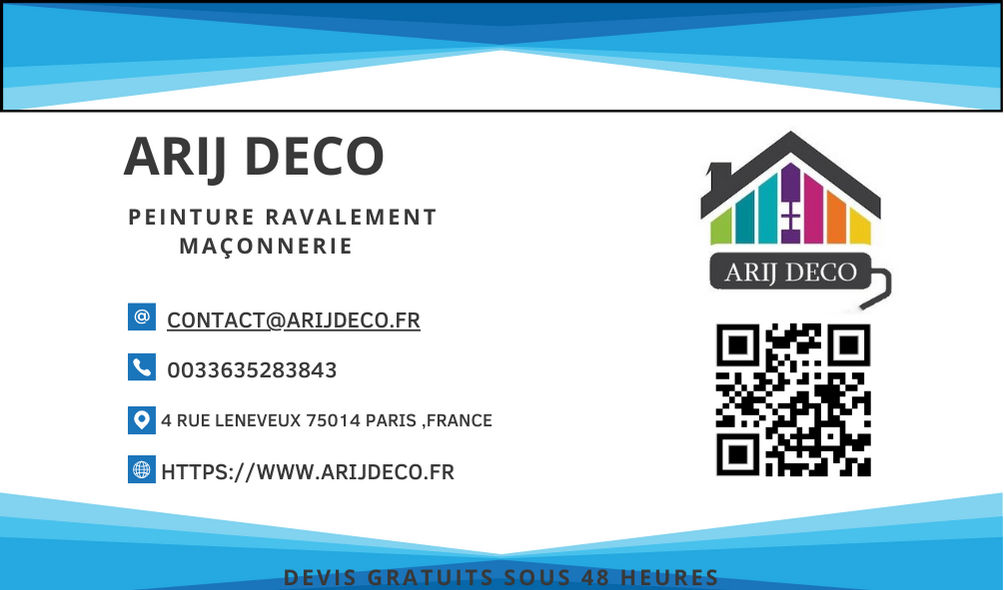 ARIJ DECO
PEINTURE RAVALEMENT
MAÇONNERIE
ARIJ DECO
@ CONTACT@ARIJDECO.FR
0033635283843
4 RUE LENEVEUX 75014 PARIS ,FRANCE
HTTPS://WWW.ARIJDECO.FR
DEVIS GRATUITS SOUS 48 HEURES